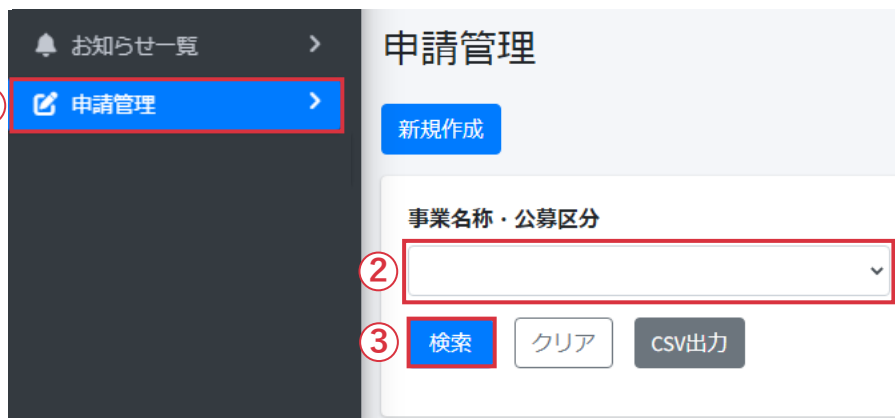 お知らせ一覧
申請管理
申請管理
新規作成
事業名称・公募区分
②
③
検索
クリア
CSV出力